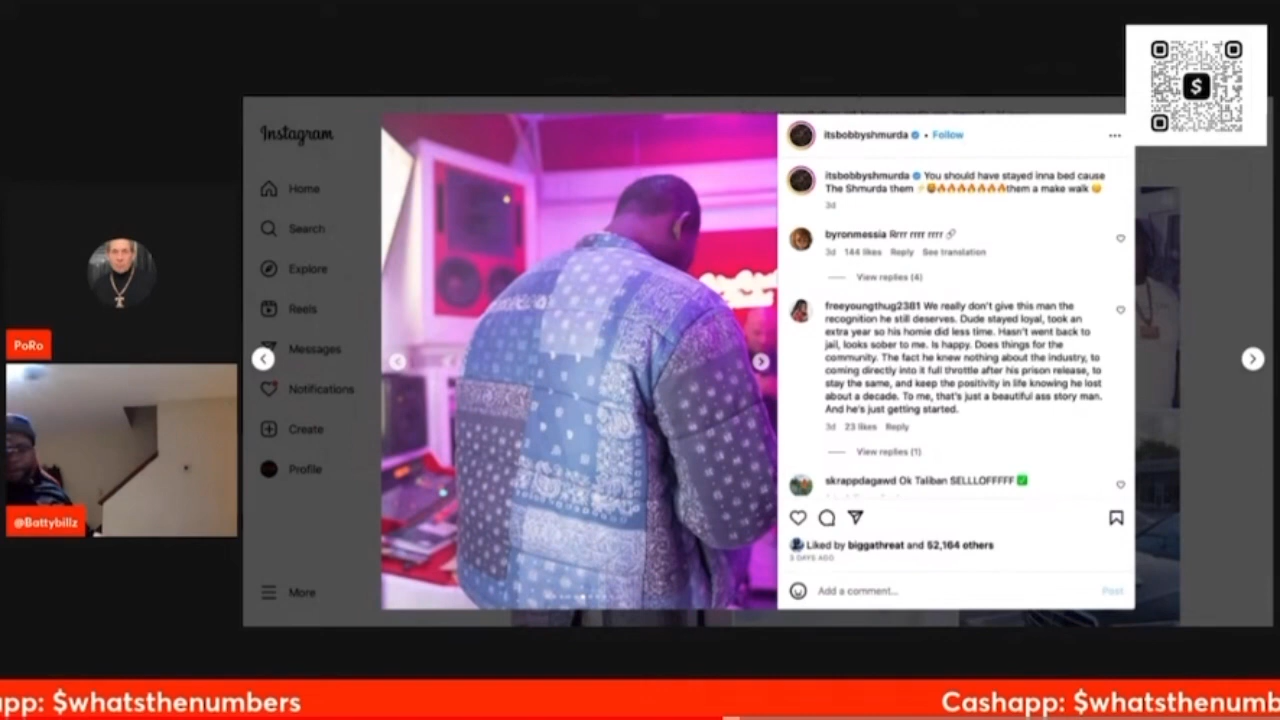 Instagram
Home
Search
Explore
Reels
Messages
Notifications
Create
Profile
More
PoRo
@Battybillz
itsbobbyshmurda • Follow
itsbobbyshmurda You should have stayed inna bed cause
The Shmurda them ⚡😹🔥🔥🔥🔥🔥🔥🔥🔥them a make walk
3d
byronmessia Rrrr rrrr rrrr 🔗
3d 144 likes Reply See translation
View replies (4)
freeyoungthug2381 We really don't give this man the
recognition he still deserves. Dude stayed loyal, took an
extra year so his homie did less time. Hasn't went back to
jail, looks sober to me. Is happy. Does things for the
community. The fact he knew nothing about the industry, to
coming directly into it full throttle after his prison release, to
stay the same, and keep the positivity in life knowing he lost
about a decade. To me, that's just a beautiful ass story man.
And he's just getting started.
3d 23 likes Reply
View replies (1)
skrappdagawd Ok Taliban SELLLOFFFFF ✅
Liked by biggathreat and 52,164 others
3 DAYS AGO
Add a comment...
Post
$
app: $whatsthenumbers
Cashapp: $whatsthenumb